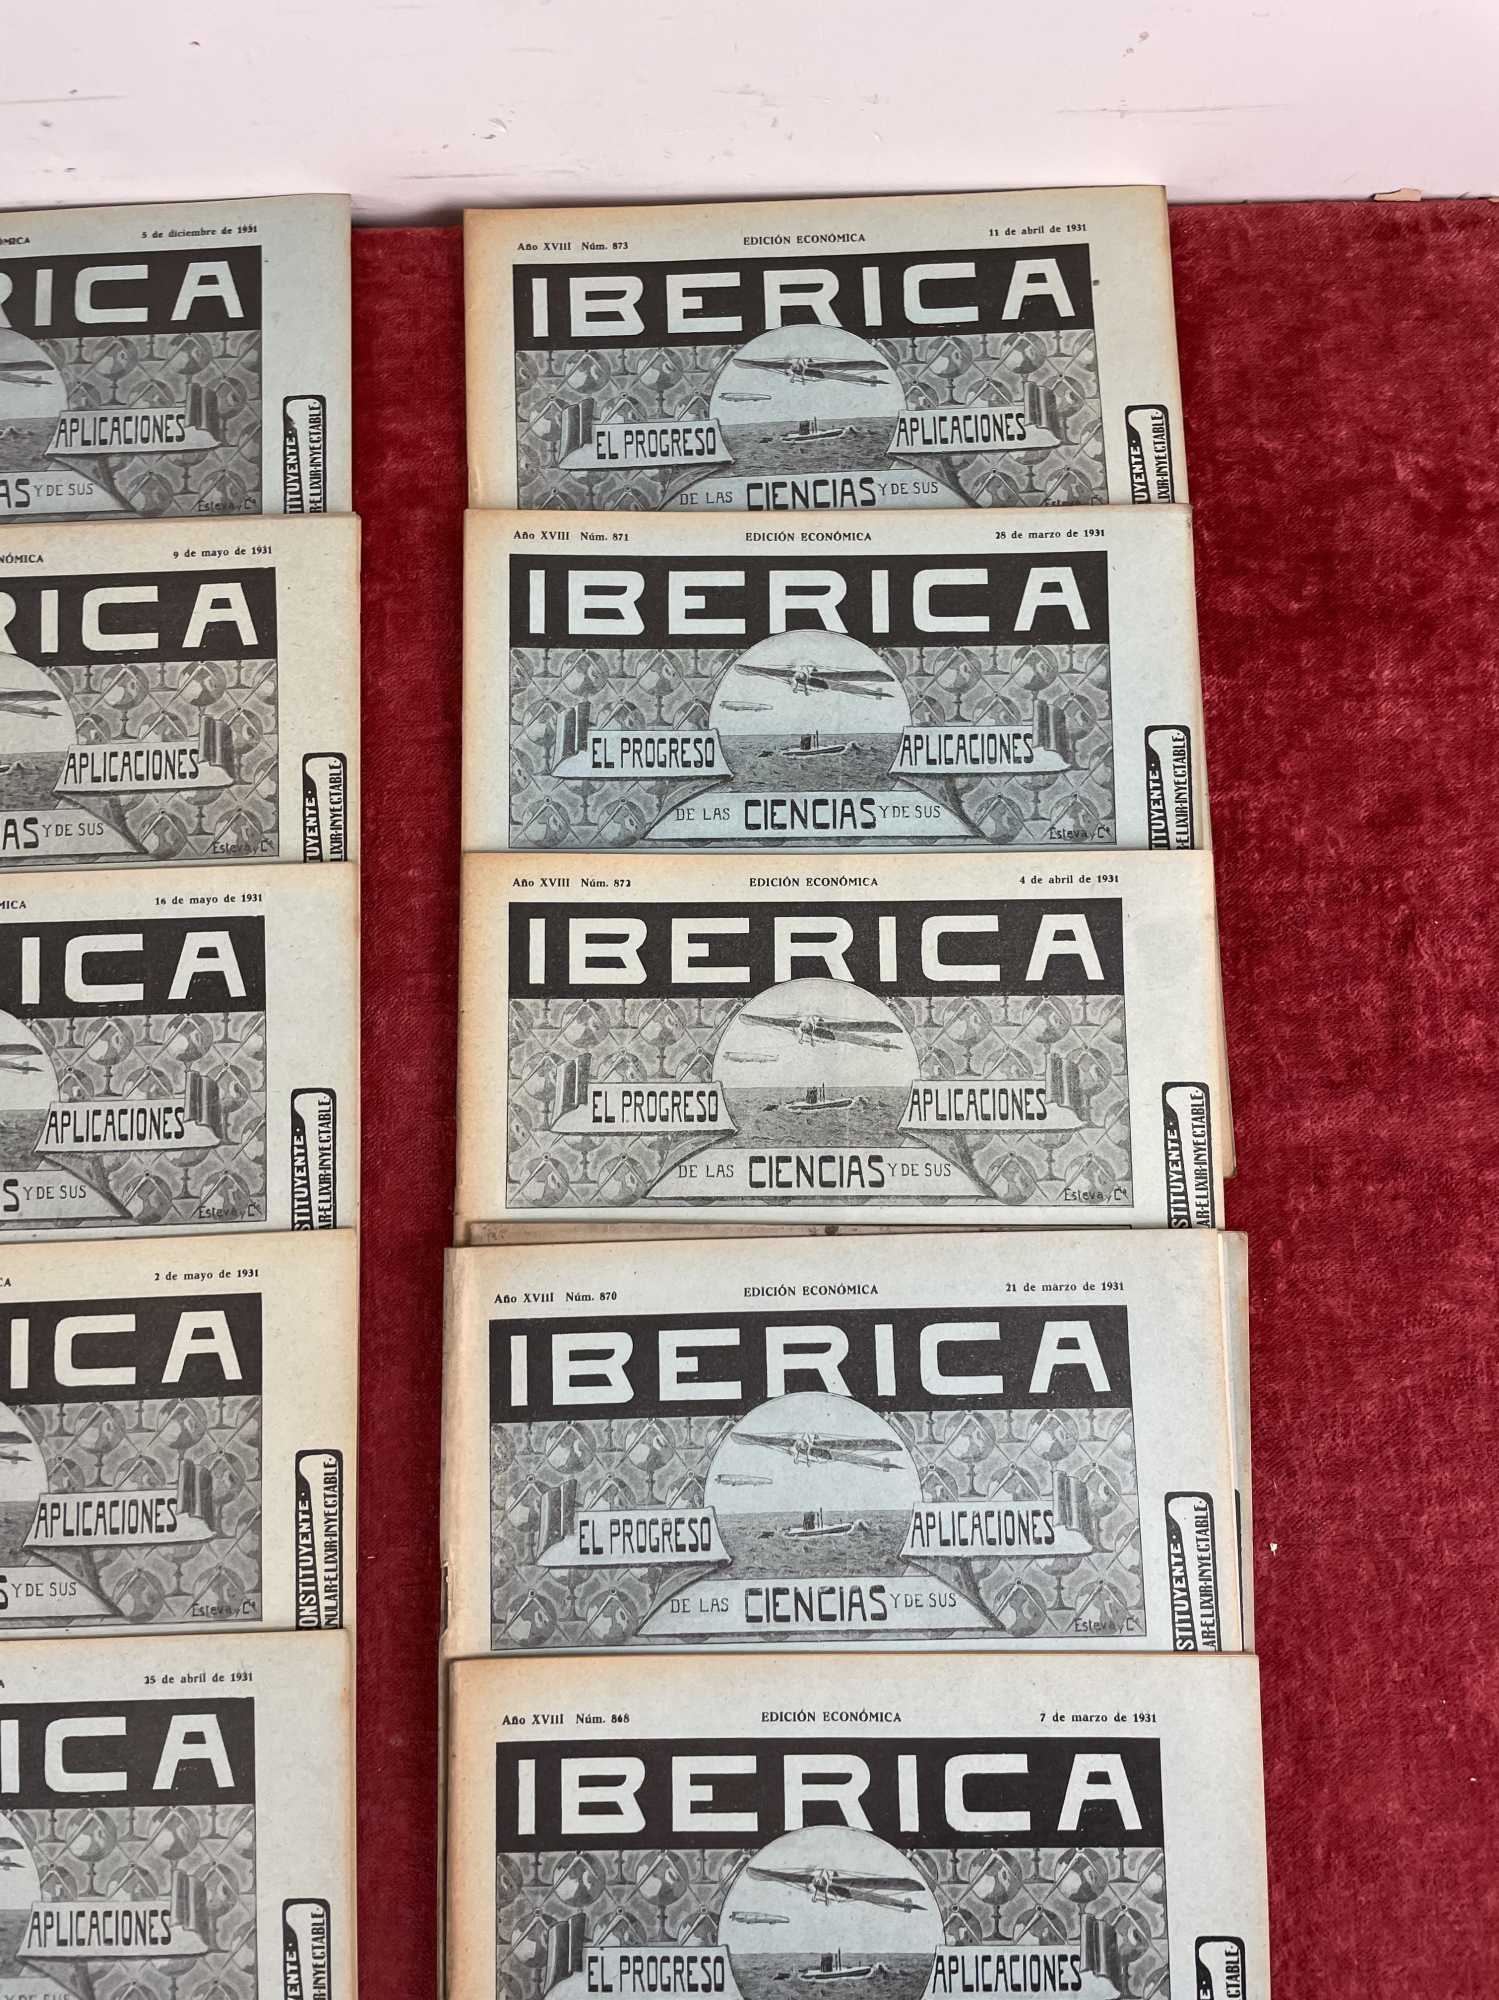 5 de diciembre de 1931
APLICACIONES
Y DE SUS
Esteva y Cª
9 de mayo de 1931
APLICACIONES
Y DE SUS
Esteva y Cª
16 de mayo de 1931
APLICACIONES
Y DE SUS
Esteva y Cª
2 de mayo de 1931
APLICACIONES
Y DE SUS
Esteva y Cª
25 de abril de 1931
APLICACIONES
Año XVIII Núm. 873 EDICIÓN ECONÓMICA 11 de abril de 1931
IBERICA
EL PROGRESO
APLICACIONES
DE LAS CIENCIAS Y DE SUS
Año XVIII Núm. 871 EDICIÓN ECONÓMICA 28 de marzo de 1931
IBERICA
EL PROGRESO
APLICACIONES
DE LAS CIENCIAS Y DE SUS
Esteva y Cª
Año XVIII Núm. 872 EDICIÓN ECONÓMICA 4 de abril de 1931
IBERICA
EL PROGRESO
APLICACIONES
DE LAS CIENCIAS Y DE SUS
Esteva y Cª
Año XVIII Núm. 870 EDICIÓN ECONÓMICA 21 de marzo de 1931
IBERICA
EL PROGRESO
APLICACIONES
DE LAS CIENCIAS Y DE SUS
Esteva y Cª
Año XVIII Núm. 868 EDICIÓN ECONÓMICA 7 de marzo de 1931
IBERICA
EL PROGRESO
APLICACIONES